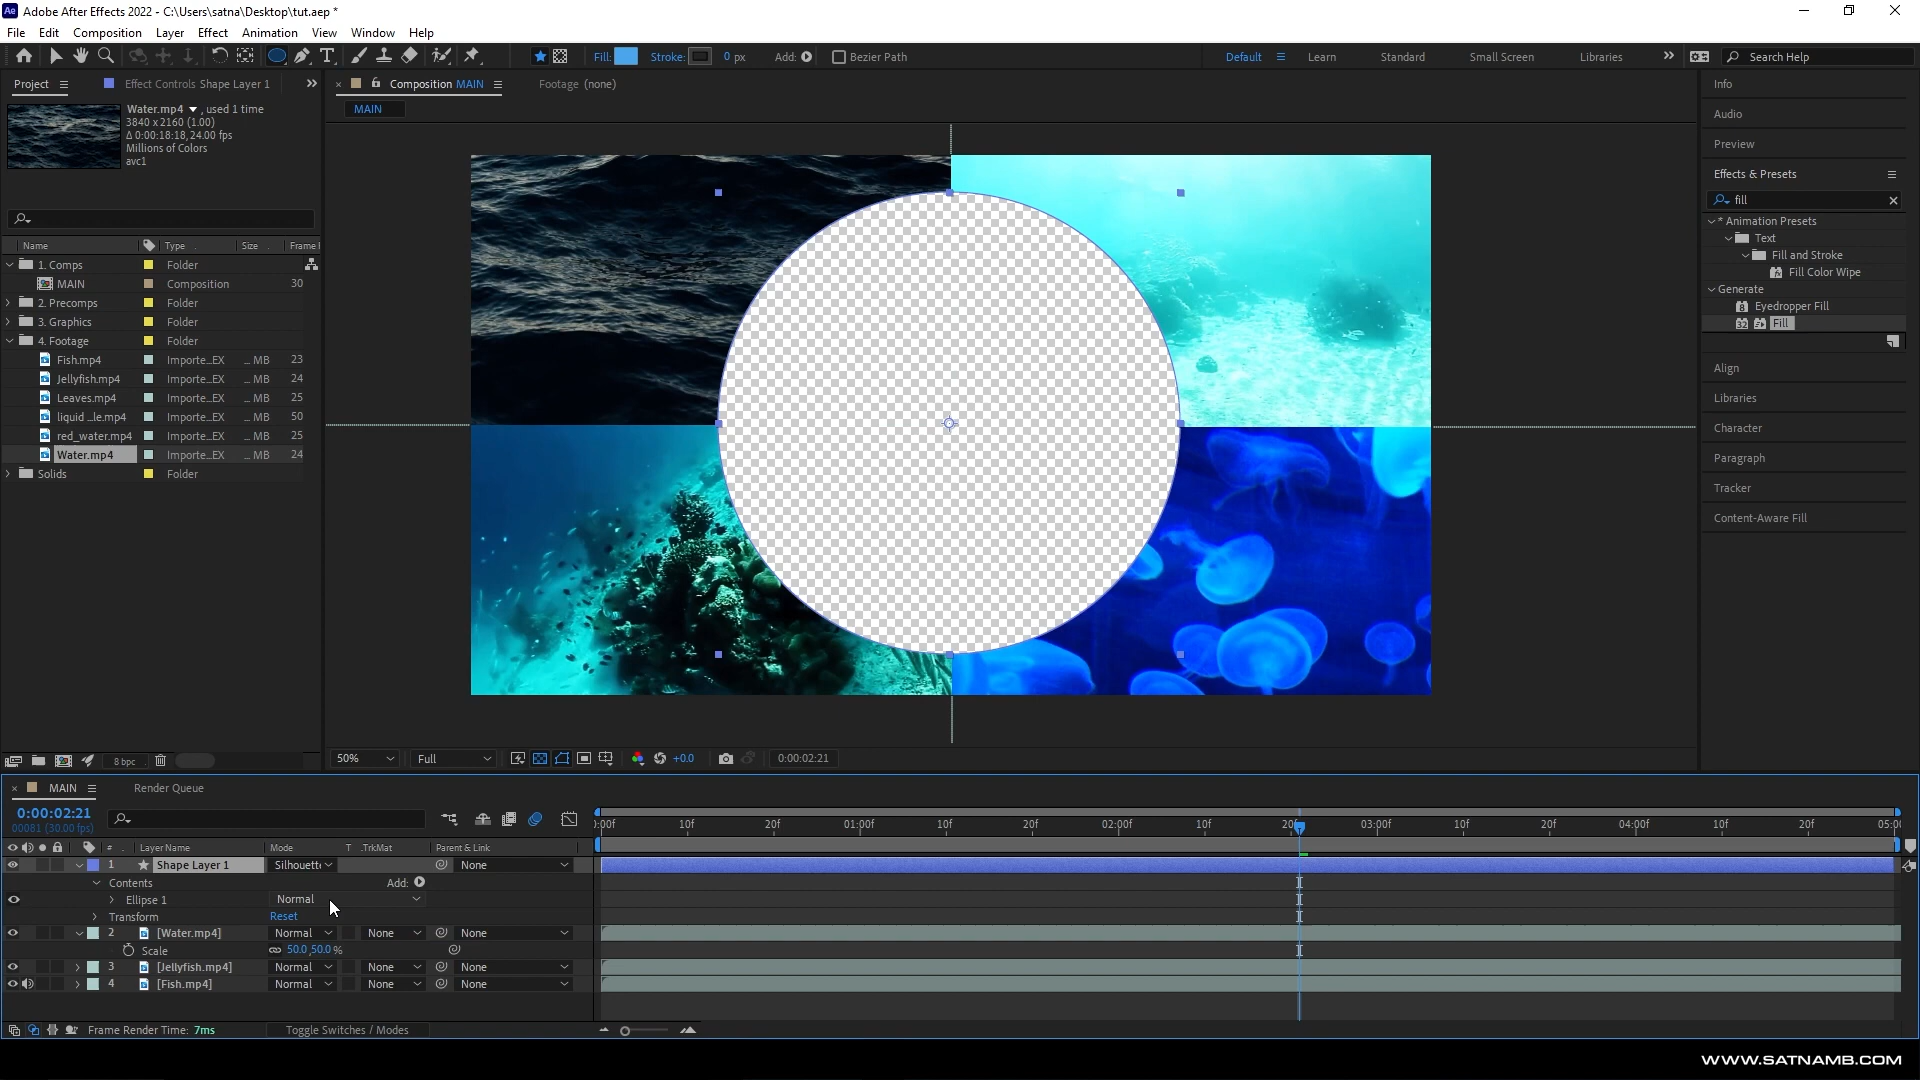 Ae Adobe After Effects 2022 - C:\Users\satna\Desktop\tut.aep *
File Edit Composition Layer Effect Animation View Window Help
Fill: Stroke: 0 px Add: Bezier Path Default Learn Standard Small Screen Libraries Search Help
Project Effect Controls Shape Layer 1 Composition MAIN Footage (none)
MAIN
Water.mp4 , used 1 time
3840 x 2160 (1.00)
Δ 0:00:18:18, 24.00 fps
Millions of Colors
avc1
Name Type Size Frame
1. Comps Folder
MAIN Composition 30
2. Precomps Folder
3. Graphics Folder
4. Footage Folder
Fish.mp4 Importe...EX ... MB 23
Jellyfish.mp4 Importe...EX ... MB 24
Leaves.mp4 Importe...EX ... MB 25
liquid ...le.mp4 Importe...EX ... MB 50
red_water.mp4 Importe...EX ... MB 25
Water.mp4 Importe...EX ... MB 24
Solids Folder
8 bpc
50% Full +0.0 0:00:02:21
Info
Audio
Preview
Effects & Presets
fill
* Animation Presets
Text
Fill and Stroke
Fill Color Wipe
Generate
8 Eyedropper Fill
32 Fill
Align
Libraries
Character
Paragraph
Tracker
Content-Aware Fill
MAIN Render Queue
0:00:02:21
00081 (30.00 fps)
:00f 10f 20f 01:00f 10f 20f 02:00f 10f 20 03:00f 10f 20f 04:00f 10f 20f 05:0
# Layer Name Mode T .TrkMat Parent & Link
1 Shape Layer 1 Silhouett None
Contents Add:
Ellipse 1 Normal
Transform Reset
2 [Water.mp4] Normal None None
Scale 50.0,50.0 %
3 [Jellyfish.mp4] Normal None None
4 [Fish.mp4] Normal None None
Frame Render Time: 7ms Toggle Switches / Modes
WWW.SATNAMB.COM